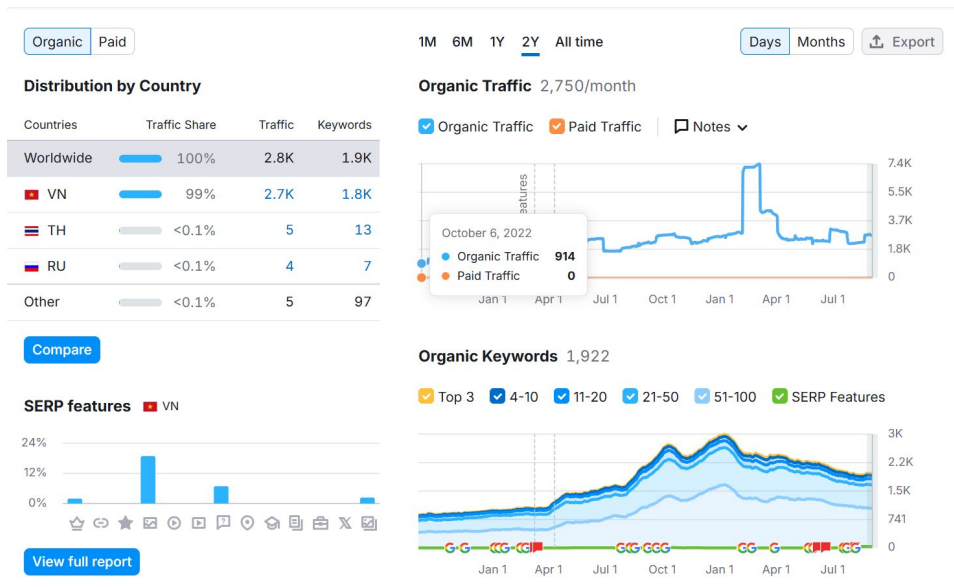 Organic Paid
Distribution by Country
Countries Traffic Share Traffic Keywords
Worldwide 100% 2.8K 1.9K
VN 99% 2.7K 1.8K
TH <0.1% 5 13
RU <0.1% 4 7
Other <0.1% 5 97
Compare
SERP features VN
24%
12%
0%
View full report
1M 6M 1Y 2Y All time
Days Months Export
Organic Traffic 2,750/month
Organic Traffic Paid Traffic Notes
7.4K
5.5K
3.7K
1.8K
0
October 6, 2022
Organic Traffic 914
Paid Traffic 0
Jan 1 Apr 1 Jul 1 Oct 1 Jan 1 Apr 1 Jul 1
Organic Keywords 1,922
Top 3 4-10 11-20 21-50 51-100 SERP Features
3K
2.2K
1.5K
741
0
Jan 1 Apr 1 Jul 1 Oct 1 Jan 1 Apr 1 Jul 1